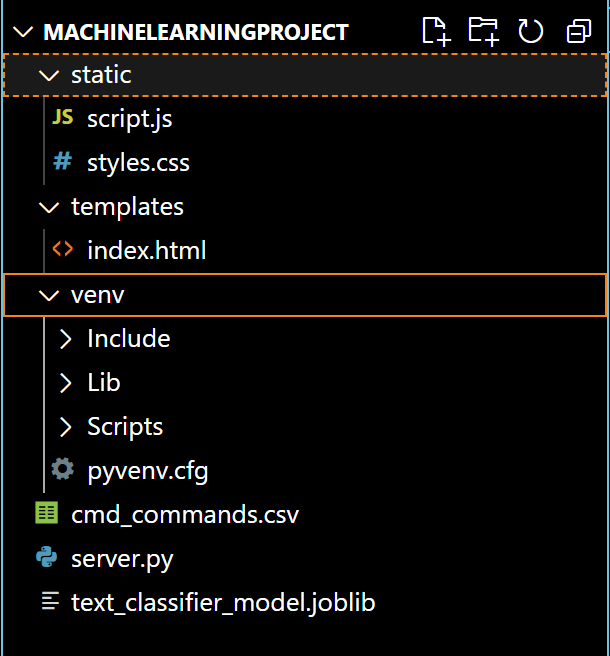 MACHINELEARNINGPROJECT
static
JS script.js
# styles.css
templates
<> index.html
venv
Include
Lib
Scripts
pyvenv.cfg
cmd_commands.csv
server.py
text_classifier_model.joblib